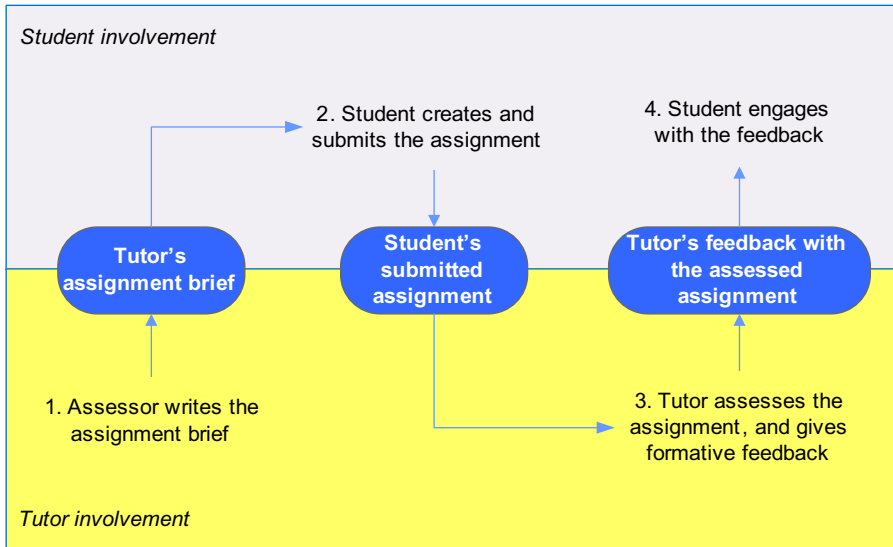 Student involvement
2. Student creates and
submits the assignment
4. Student engages
with the feedback
Tutor's
assignment brief
Student's
submitted
assignment
Tutor's feedback with
the assessed
assignment
1. Assessor writes the
assignment brief
3. Tutor assesses the
assignment, and gives
formative feedback
Tutor involvement